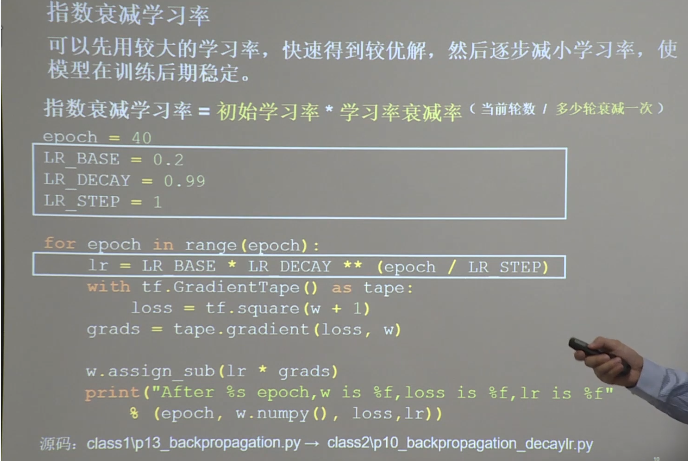 指数衰减学习率
可以先用较大的学习率，快速得到较优解，然后逐步减小学习率，使
模型在训练后期稳定。
指数衰减学习率 = 初始学习率 * 学习率衰减率（ 当前轮数 / 多少轮衰减一次 ）
epoch = 40
LR_BASE = 0.2
LR_DECAY = 0.99
LR_STEP = 1
for epoch in range(epoch):
lr = LR_BASE * LR_DECAY ** (epoch / LR_STEP)
with tf.GradientTape() as tape:
loss = tf.square(w + 1)
grads = tape.gradient(loss, w)
w.assign_sub(lr * grads)
print("After %s epoch,w is %f,loss is %f,lr is %f"
% (epoch, w.numpy(), loss,lr))
源码：class1\p13_backpropagation.py → class2\p10_backpropagation_decaylr.py